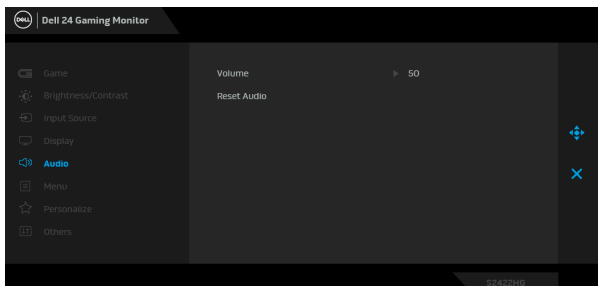 DELL Dell 24 Gaming Monitor
Game
Brightness/Contrast
Input Source
Display
Audio
Menu
Personalize
Others
Volume 50
Reset Audio
S2422HG